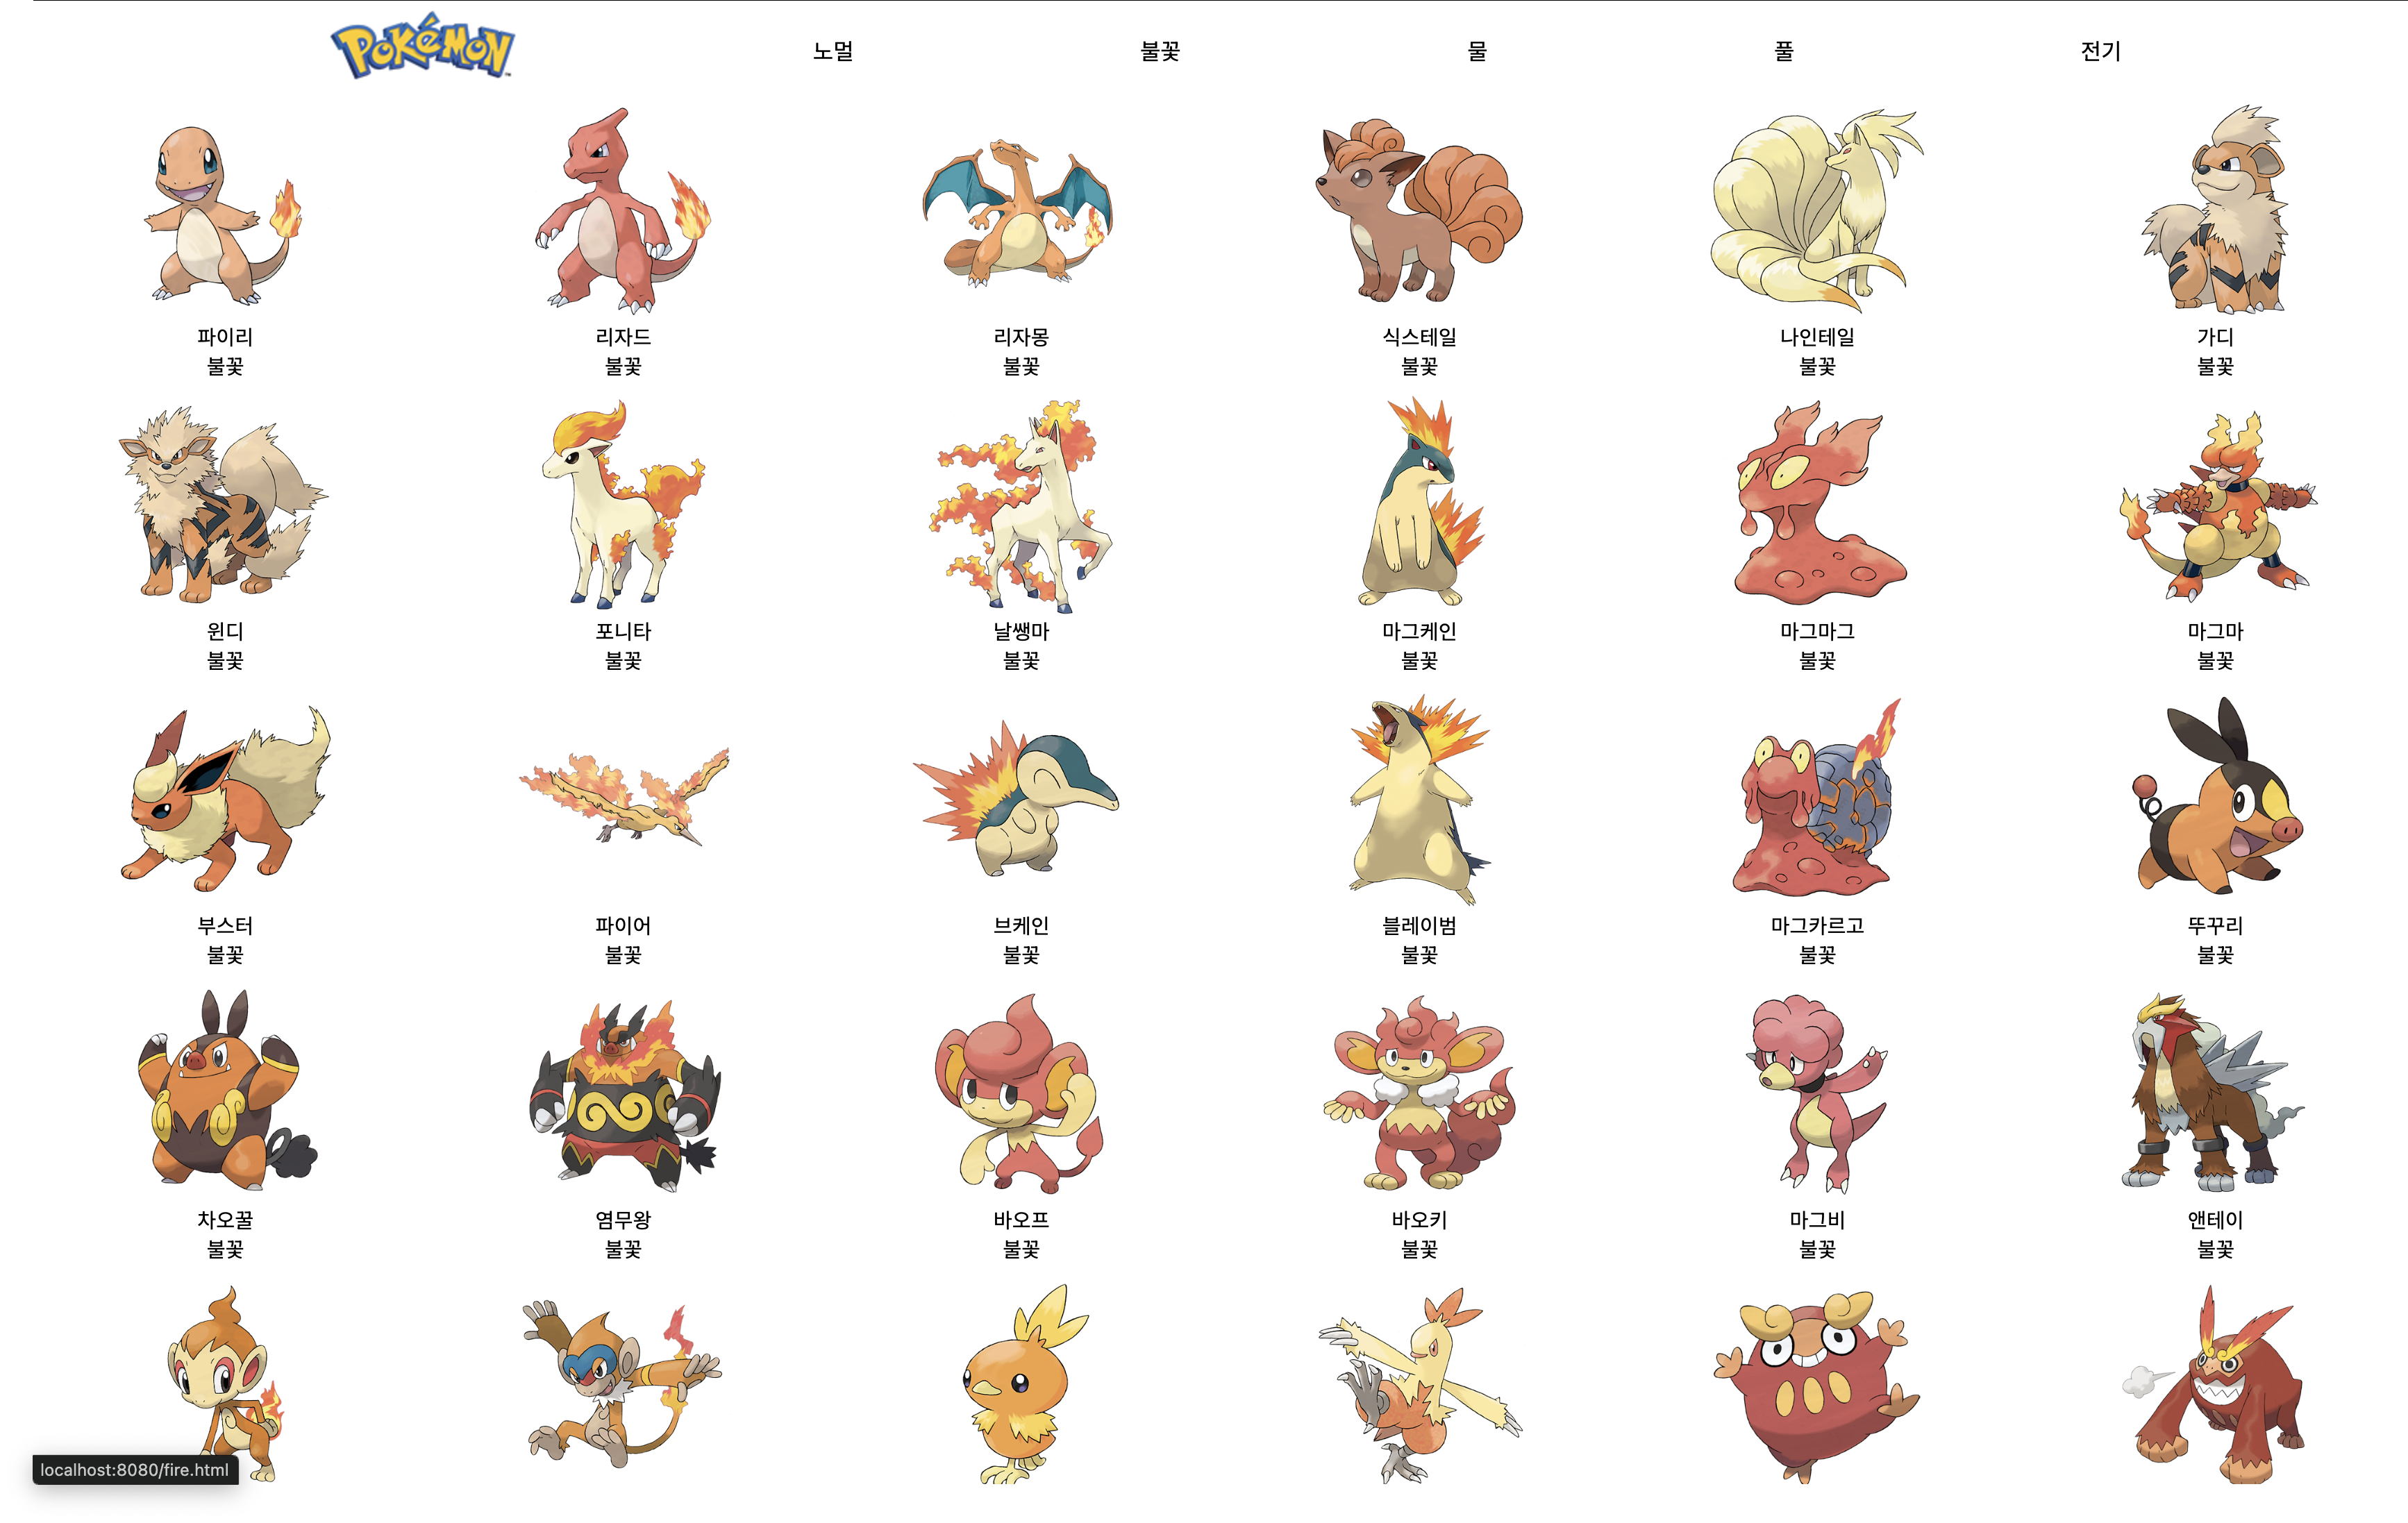 POKéMON
노멀 불꽃 물 풀 전기
파이리 리자드 리자몽 식스테일 나인테일 가디
불꽃 불꽃 불꽃 불꽃 불꽃 불꽃
윈디 포니타 날쌩마 마그케인 마그마그 마그마
불꽃 불꽃 불꽃 불꽃 불꽃 불꽃
부스터 파이어 브케인 블레이범 마그카르고 뚜꾸리
불꽃 불꽃 불꽃 불꽃 불꽃 불꽃
차오꿀 염무왕 바오프 바오키 마그비 앤테이
불꽃 불꽃 불꽃 불꽃 불꽃 불꽃
localhost:8080/fire.html